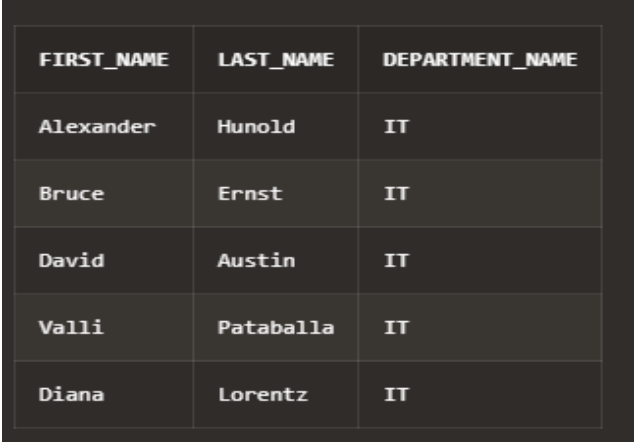 FIRST_NAME LAST_NAME DEPARTMENT_NAME
Alexander Hunold IT
Bruce Ernst IT
David Austin IT
Valli Pataballa IT
Diana Lorentz IT